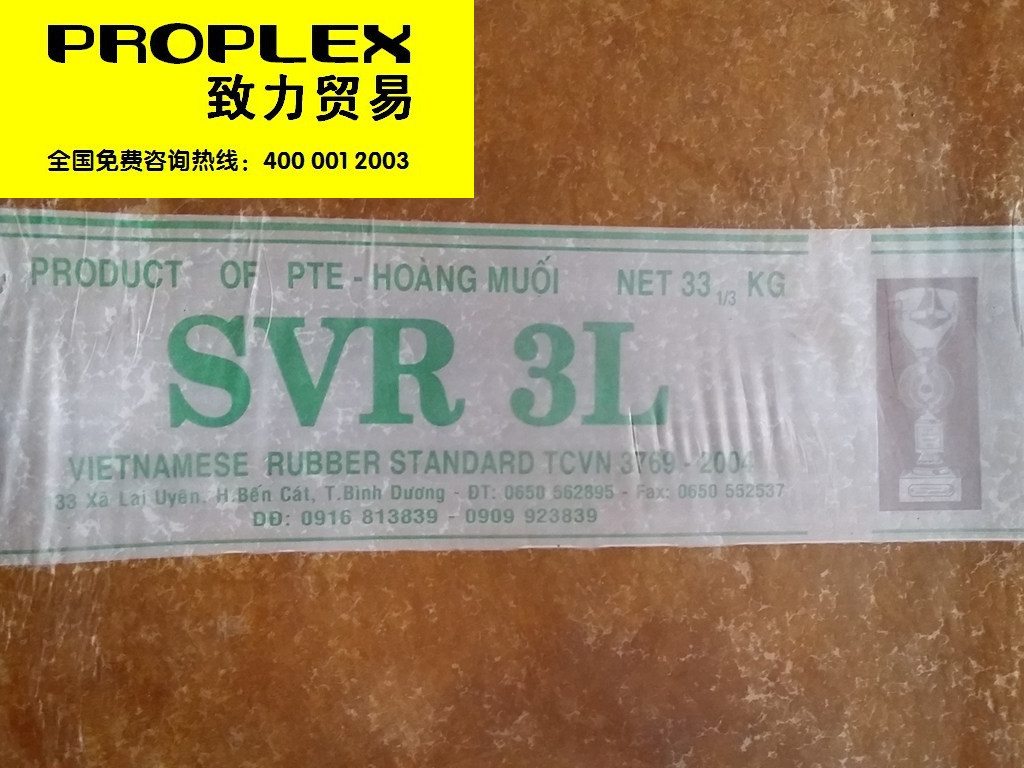 PROPLEX
致力贸易
全国免费咨询热线：400 001 2003
PRODUCT OF PTE - HOÀNG MUỐI NET 33 1/3 KG
SVR 3L
VIETNAMESE RUBBER STANDARD TCVN 3769 - 2004
33 Xã Lai Uyên. H.Bến Cát, T.Bình Dương - ĐT: 0650 562895 - Fax: 0650 552537
DĐ: 0916 813839 - 0909 923839